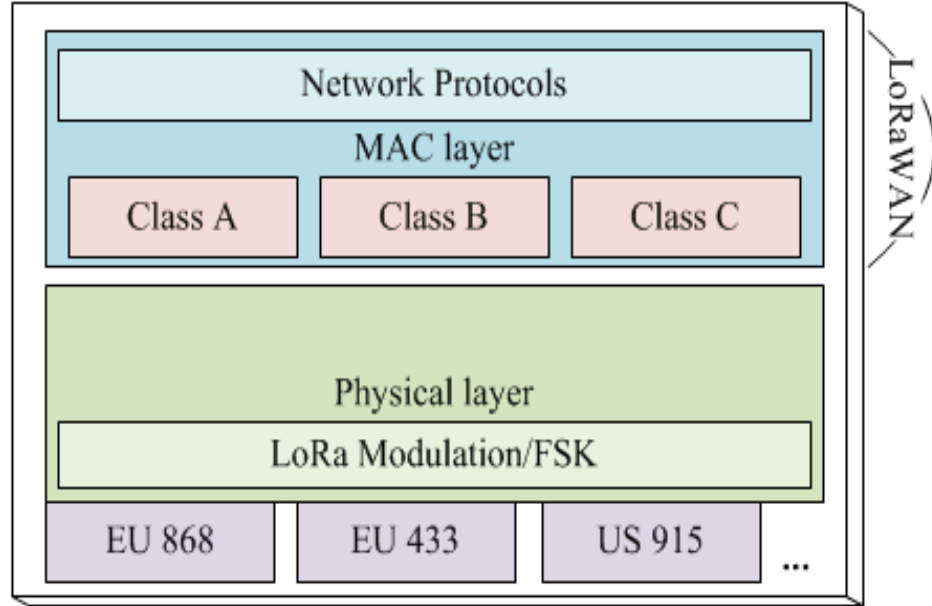 Network Protocols
MAC layer
Class A
Class B
Class C
LoRaWAN
Physical layer
LoRa Modulation/FSK
EU 868
EU 433
US 915
...